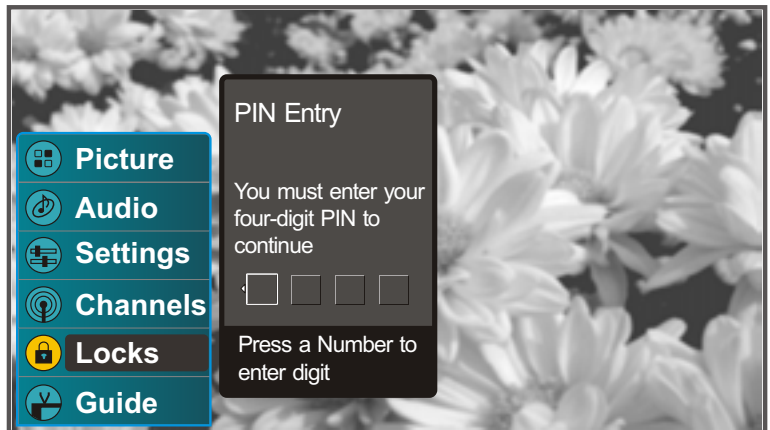 Picture
Audio
Settings
Channels
Locks
Guide
PIN Entry
You must enter your
four-digit PIN to
continue
Press a Number to
enter digit